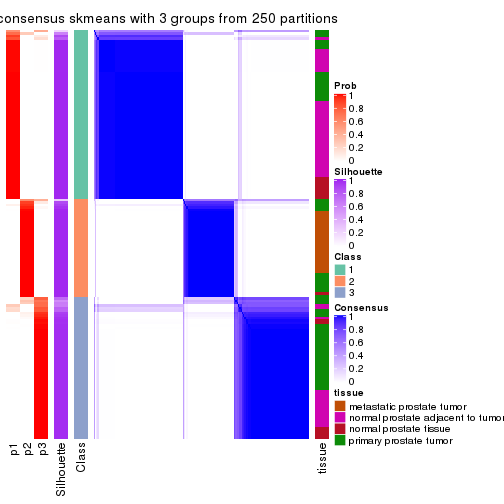 consensus skmeans with 3 groups from 250 partitions
Prob
1
0.8
0.6
0.4
0.2
0
Silhouette
1
0.8
0.6
0.4
0.2
0
Class
1
2
3
Consensus
1
0.8
0.6
0.4
0.2
0
tissue
metastatic prostate tumor
normal prostate adjacent to tumor
normal prostate tissue
primary prostate tumor
p1
p2
p3
Silhouette
Class
tissue